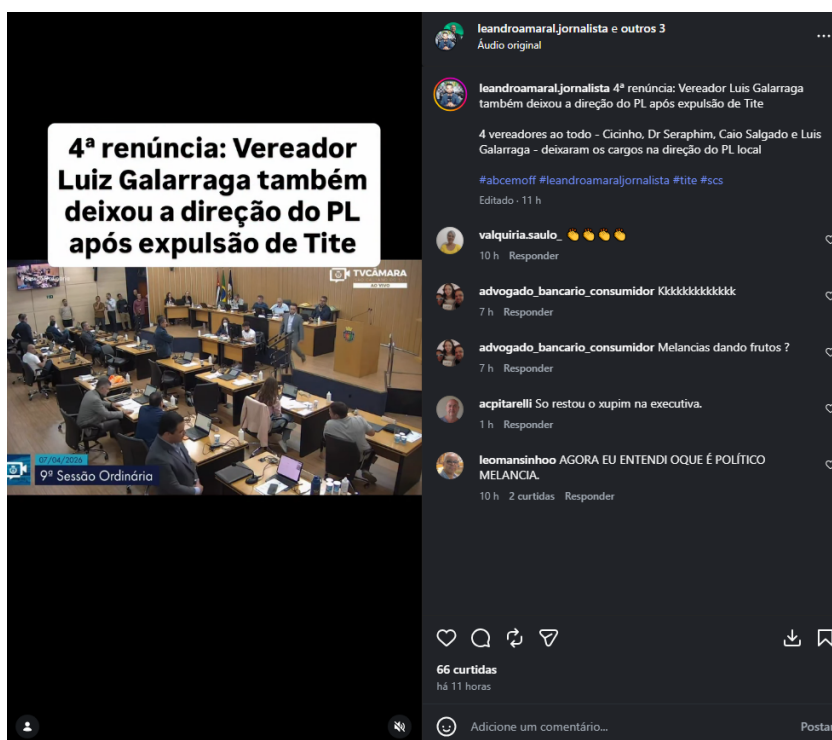 4ª renúncia: Vereador
Luiz Galarraga também
deixou a direção do PL
após expulsão de Tite
TVCÂMARA
AO VIVO
07/04/2026
9ª Sessão Ordinária
leandroamaral.jornalista e outros 3
Áudio original
leandroamaral.jornalista 4ª renúncia: Vereador Luis Galarraga
também deixou a direção do PL após expulsão de Tite
4 vereadores ao todo - Cicinho, Dr Seraphim, Caio Salgado e Luis
Galarraga - deixaram os cargos na direção do PL local
#abcemoff #leandroamaraljornalista #tite #scs
Editado · 11 h
valquiria.saulo_ 👏👏👏👏
10 h Responder
advogado_bancario_consumidor Kkkkkkkkkkkkk
7 h Responder
advogado_bancario_consumidor Melancias dando frutos ?
7 h Responder
acpitarelli So restou o xupim na executiva.
1 h Responder
leomansinhoo AGORA EU ENTENDI OQUE É POLÍTICO
MELANCIA.
10 h 2 curtidas Responder
66 curtidas
há 11 horas
Adicione um comentário...
Postar